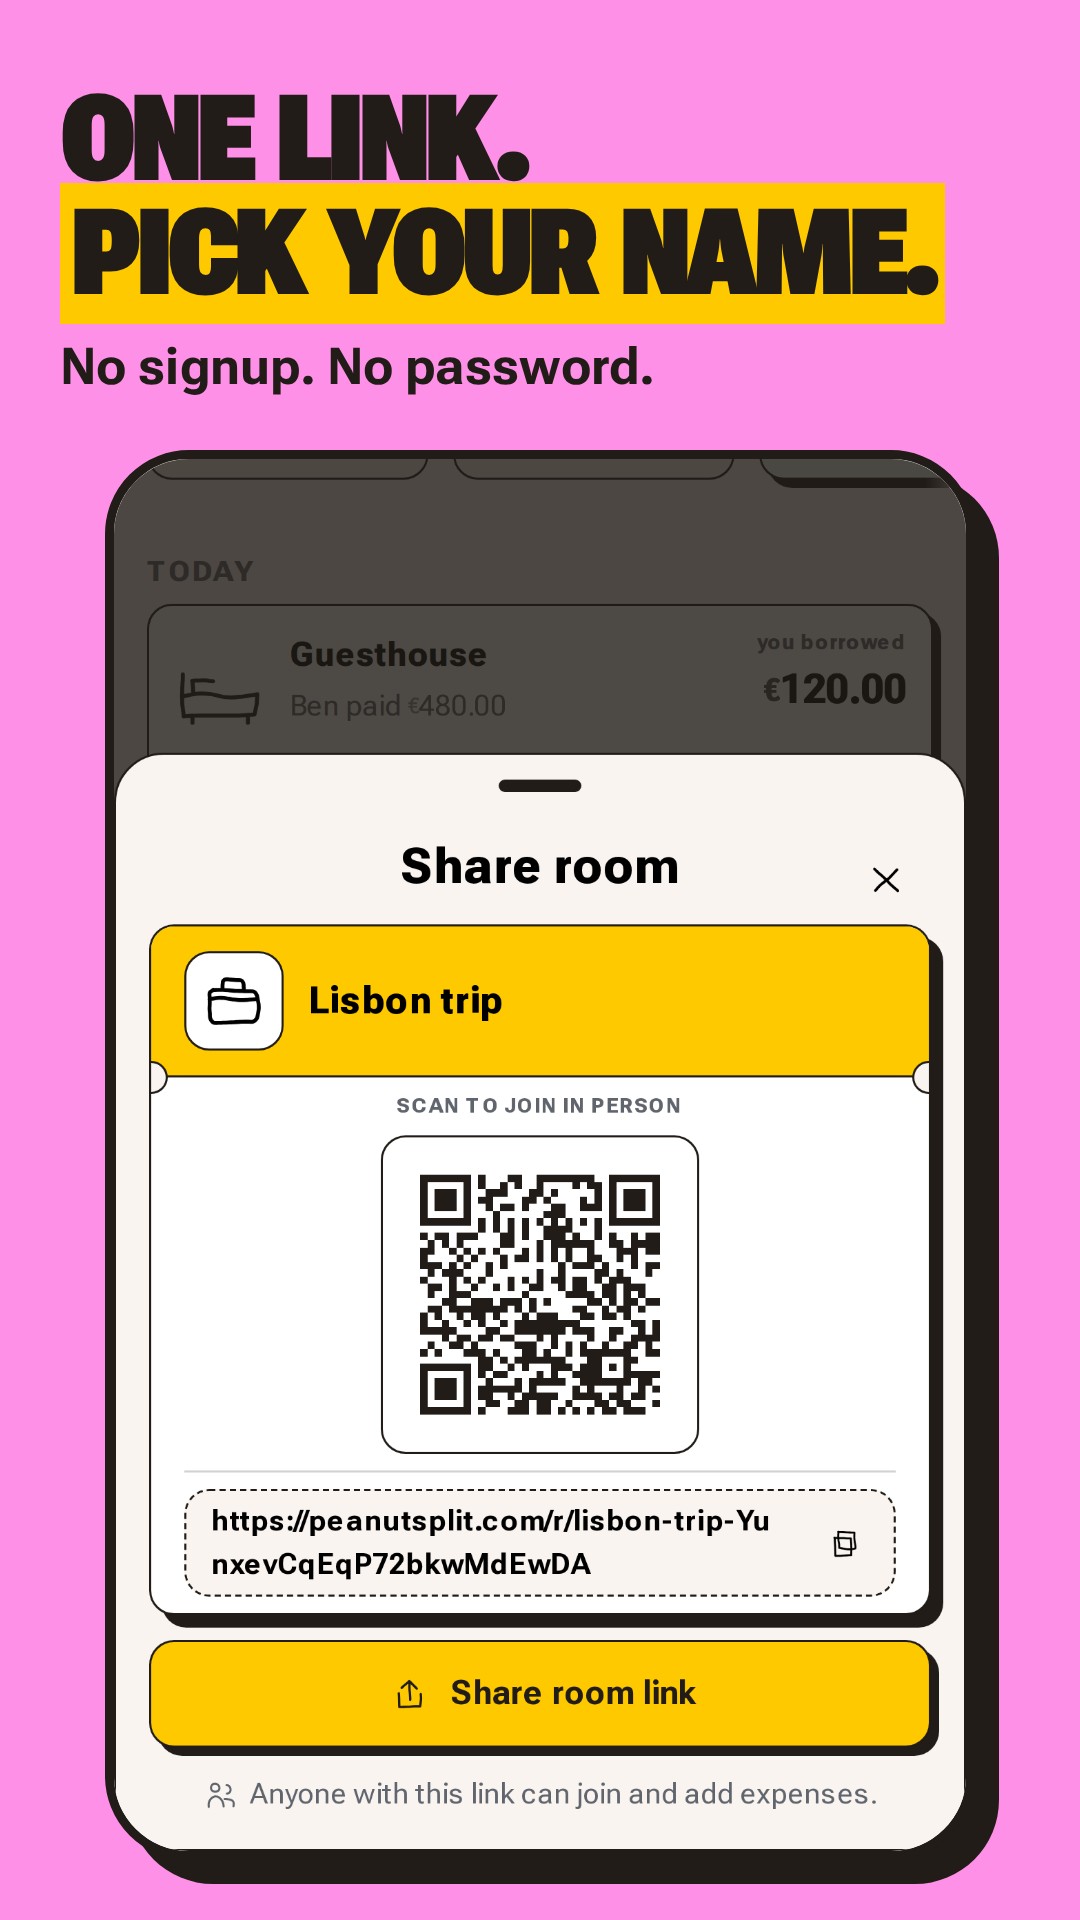 ONE LINK.
PICK YOUR NAME.
No signup. No password.
TODAY
Guesthouse
you borrowed
Ben paid €480.00
€120.00
Share room
Lisbon trip
SCAN TO JOIN IN PERSON
https://peanutsplit.com/r/lisbon-trip-Yu
nxevCqEqP72bkwMdEwDA
Share room link
Anyone with this link can join and add expenses.